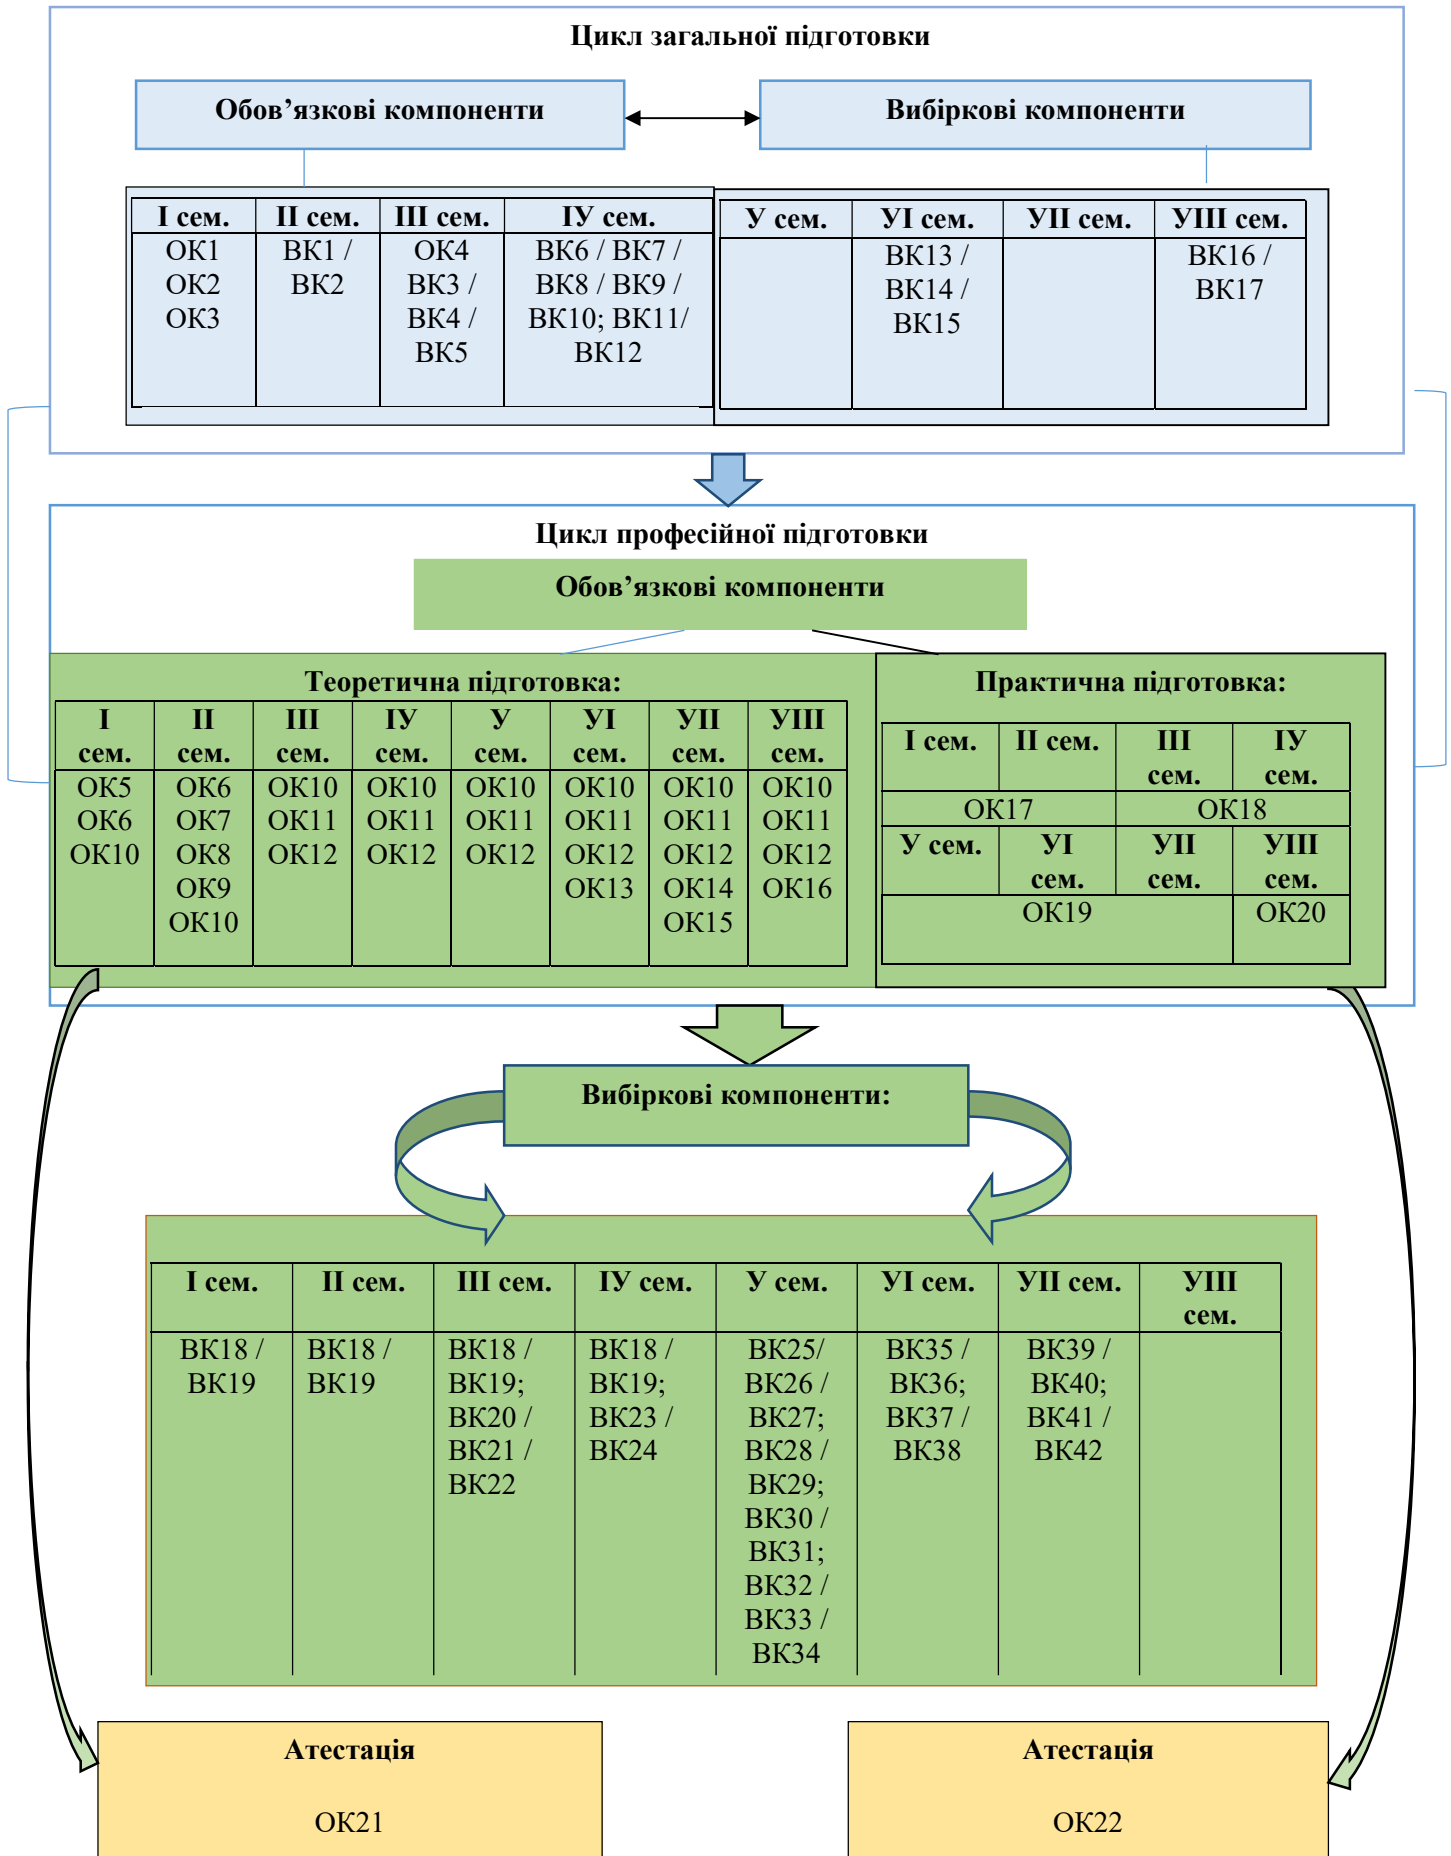 Цикл загальної підготовки
Обов’язкові компоненти
Вибіркові компоненти
І сем.
ІІ сем.
ІІІ сем.
ІУ сем.
ОК1
ОК2
ОК3
ВК1 /
ВК2
ОК4
ВК3 /
ВК4 /
ВК5
ВК6 / ВК7 /
ВК8 / ВК9 /
ВК10; ВК11/
ВК12
У сем.
УІ сем.
УІІ сем.
УІІІ сем.
ВК13 /
ВК14 /
ВК15
ВК16 /
ВК17
Цикл професійної підготовки
Обов’язкові компоненти
Теоретична підготовка:
І
сем.
ІІ
сем.
ІІІ
сем.
ІУ
сем.
У
сем.
УІ
сем.
УІІ
сем.
УІІІ
сем.
ОК5
ОК6
ОК10
ОК6
ОК7
ОК8
ОК9
ОК10
ОК10
ОК11
ОК12
ОК10
ОК11
ОК12
ОК10
ОК11
ОК12
ОК10
ОК11
ОК12
ОК13
ОК10
ОК11
ОК12
ОК14
ОК15
ОК10
ОК11
ОК12
ОК16
Практична підготовка:
І сем.
ІІ сем.
ІІІ
сем.
ІУ
сем.
ОК17
ОК18
У сем.
УІ
сем.
УІІ
сем.
УІІІ
сем.
ОК19
ОК20
Вибіркові компоненти:
І сем.
ІІ сем.
ІІІ сем.
ІУ сем.
У сем.
УІ сем.
УІІ сем.
УІІІ
сем.
ВК18 /
ВК19
ВК18 /
ВК19
ВК18 /
ВК19;
ВК20 /
ВК21 /
ВК22
ВК18 /
ВК19;
ВК23 /
ВК24
ВК25/
ВК26 /
ВК27;
ВК28 /
ВК29;
ВК30 /
ВК31;
ВК32 /
ВК33 /
ВК34
ВК35 /
ВК36;
ВК37 /
ВК38
ВК39 /
ВК40;
ВК41 /
ВК42
Атестація
ОК21
Атестація
ОК22